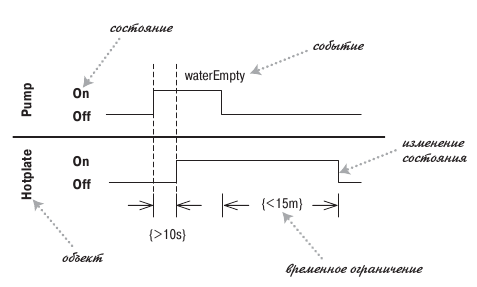 состояние
событие
waterEmpty
Pump
On
Off
изменение
состояния
Hotplate
On
Off
{<15m}
{>10s}
объект
временное ограничение